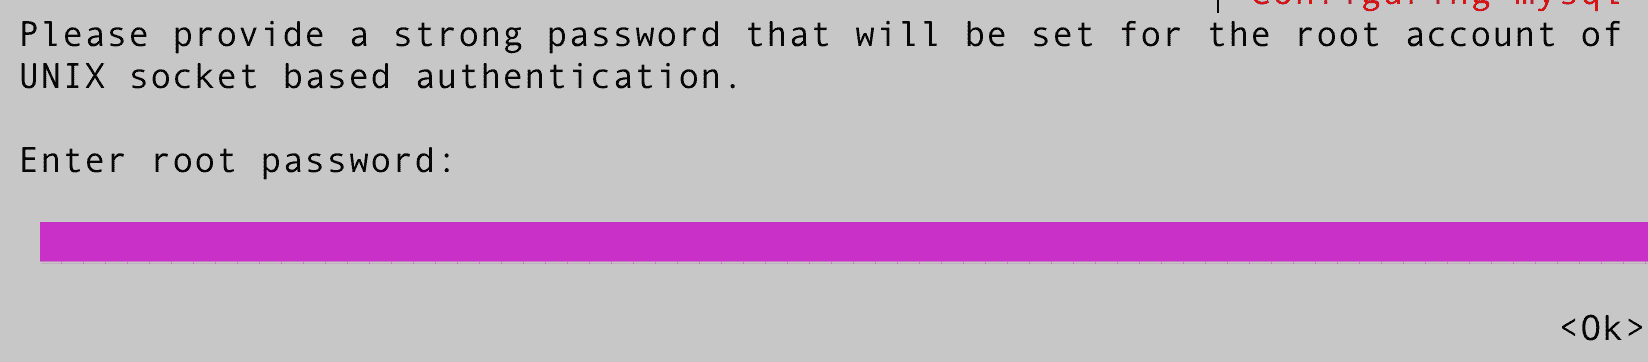 Configuring mysql
Please provide a strong password that will be set for the root account of
UNIX socket based authentication.
Enter root password:
<Ok>